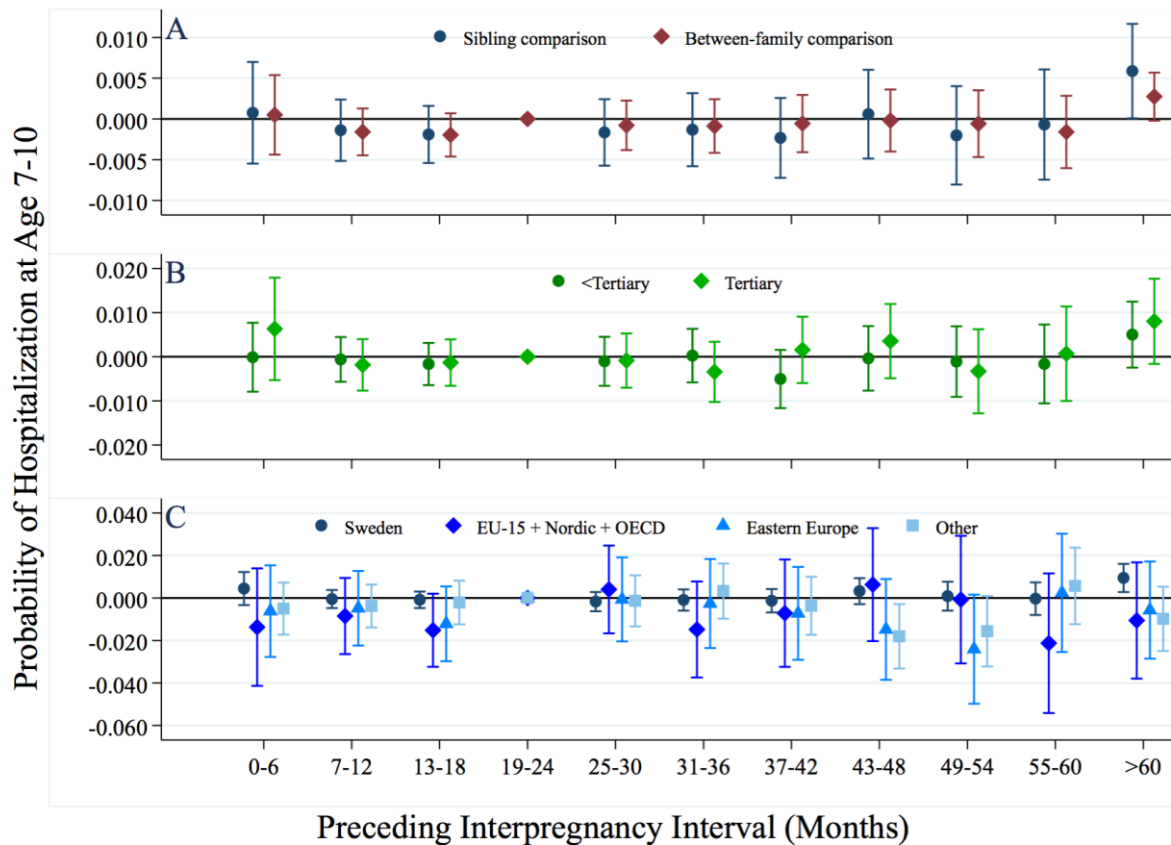 Probability of Hospitalization at Age 7-10
A
Sibling comparison Between-family comparison
0.010
0.005
0.000
-0.005
-0.010
B
<Tertiary Tertiary
0.020
0.010
0.000
-0.010
-0.020
C
Sweden EU-15 + Nordic + OECD Eastern Europe Other
0.040
0.020
0.000
-0.020
-0.040
-0.060
0-6 7-12 13-18 19-24 25-30 31-36 37-42 43-48 49-54 55-60 >60
Preceding Interpregnancy Interval (Months)